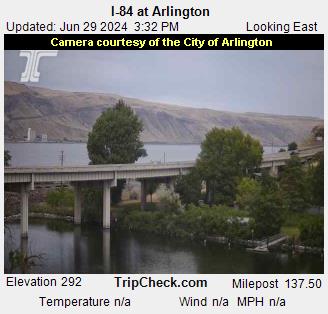 I-84 at Arlington
Updated: Jun 29 2024 3:32 PM Looking East
Camera courtesy of the City of Arlington
Elevation 292 TripCheck.com Milepost 137.50
Temperature n/a Wind n/a MPH n/a